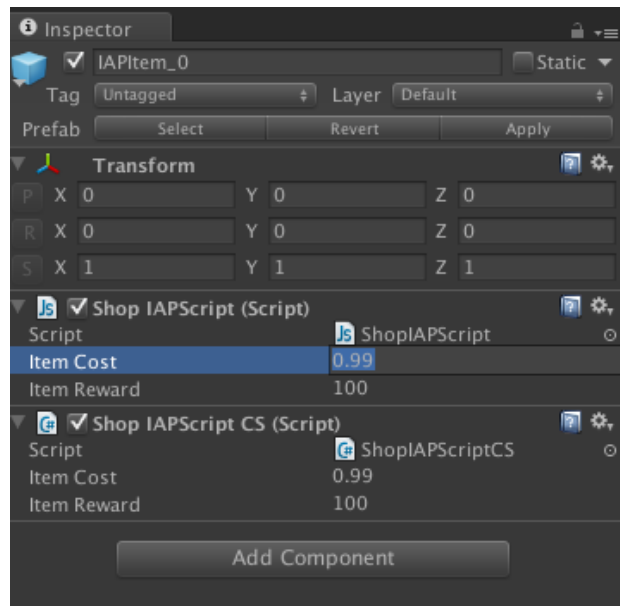 Inspector
IAPItem_0 Static
Tag Untagged Layer Default
Prefab Select Revert Apply
Transform
P X 0 Y 0 Z 0
R X 0 Y 0 Z 0
S X 1 Y 1 Z 1
Js Shop IAPScript (Script)
Script Js ShopIAPScript
Item Cost 0.99
Item Reward 100
C# Shop IAPScript CS (Script)
Script C# ShopIAPScriptCS
Item Cost 0.99
Item Reward 100
Add Component